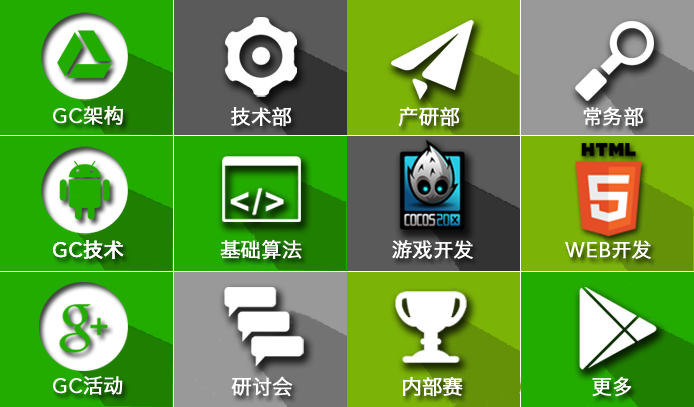 GC架构
技术部
产研部
常务部
GC技术
</>
基础算法
COCOS2DX
游戏开发
HTML
5
WEB开发
g+
GC活动
研讨会
内部赛
更多